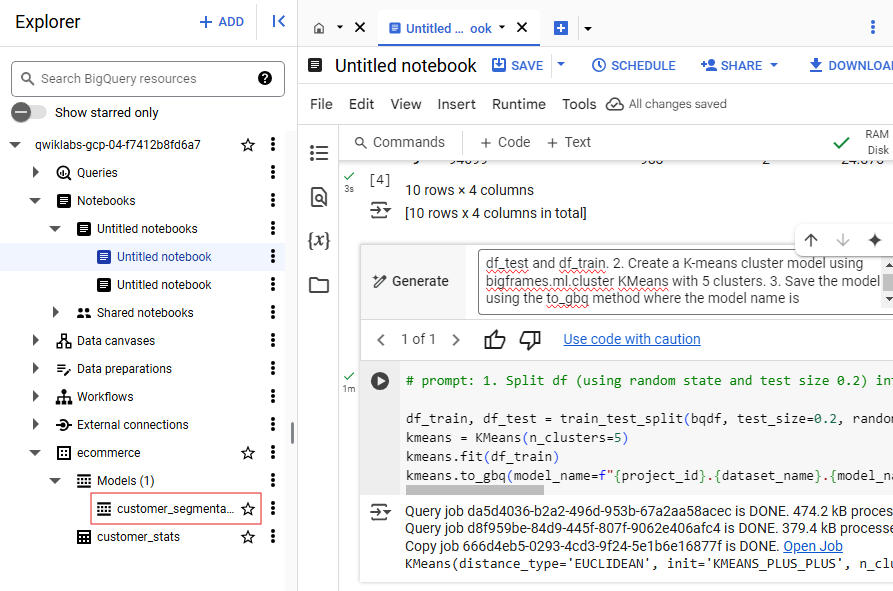 Explorer
+ ADD
Search BigQuery resources
Show starred only
qwiklabs-gcp-04-f7412b8fd6a7
Queries
Notebooks
Untitled notebooks
Untitled notebook
Untitled notebook
Shared notebooks
Data canvases
Data preparations
Workflows
External connections
ecommerce
Models (1)
customer_segmenta...
customer_stats
Untitled ... ook
Untitled notebook
SAVE
SCHEDULE
SHARE
DOWNLOA
File Edit View Insert Runtime Tools All changes saved
Commands + Code + Text
RAM
Disk
[4]
3s
10 rows × 4 columns
[10 rows x 4 columns in total]
Generate
df_test and df_train. 2. Create a K-means cluster model using
bigframes.ml.cluster KMeans with 5 clusters. 3. Save the model
using the to_gbq method where the model name is
1 of 1
Use code with caution
1m
# prompt: 1. Split df (using random state and test size 0.2) in
df_train, df_test = train_test_split(bqdf, test_size=0.2, rando
kmeans = KMeans(n_clusters=5)
kmeans.fit(df_train)
kmeans.to_gbq(model_name=f"{project_id}.{dataset_name}.{model_na
Query job da5d4036-b2a2-496d-953b-67a2aa58acec is DONE. 474.2 kB proces
Query job d8f959be-84d9-445f-807f-9062e406afc4 is DONE. 379.4 kB processe
Copy job 666d4eb5-0293-4cd3-9f24-5e1b6e16877f is DONE. Open Job
KMeans(distance_type='EUCLIDEAN', init='KMEANS_PLUS_PLUS', n_clu